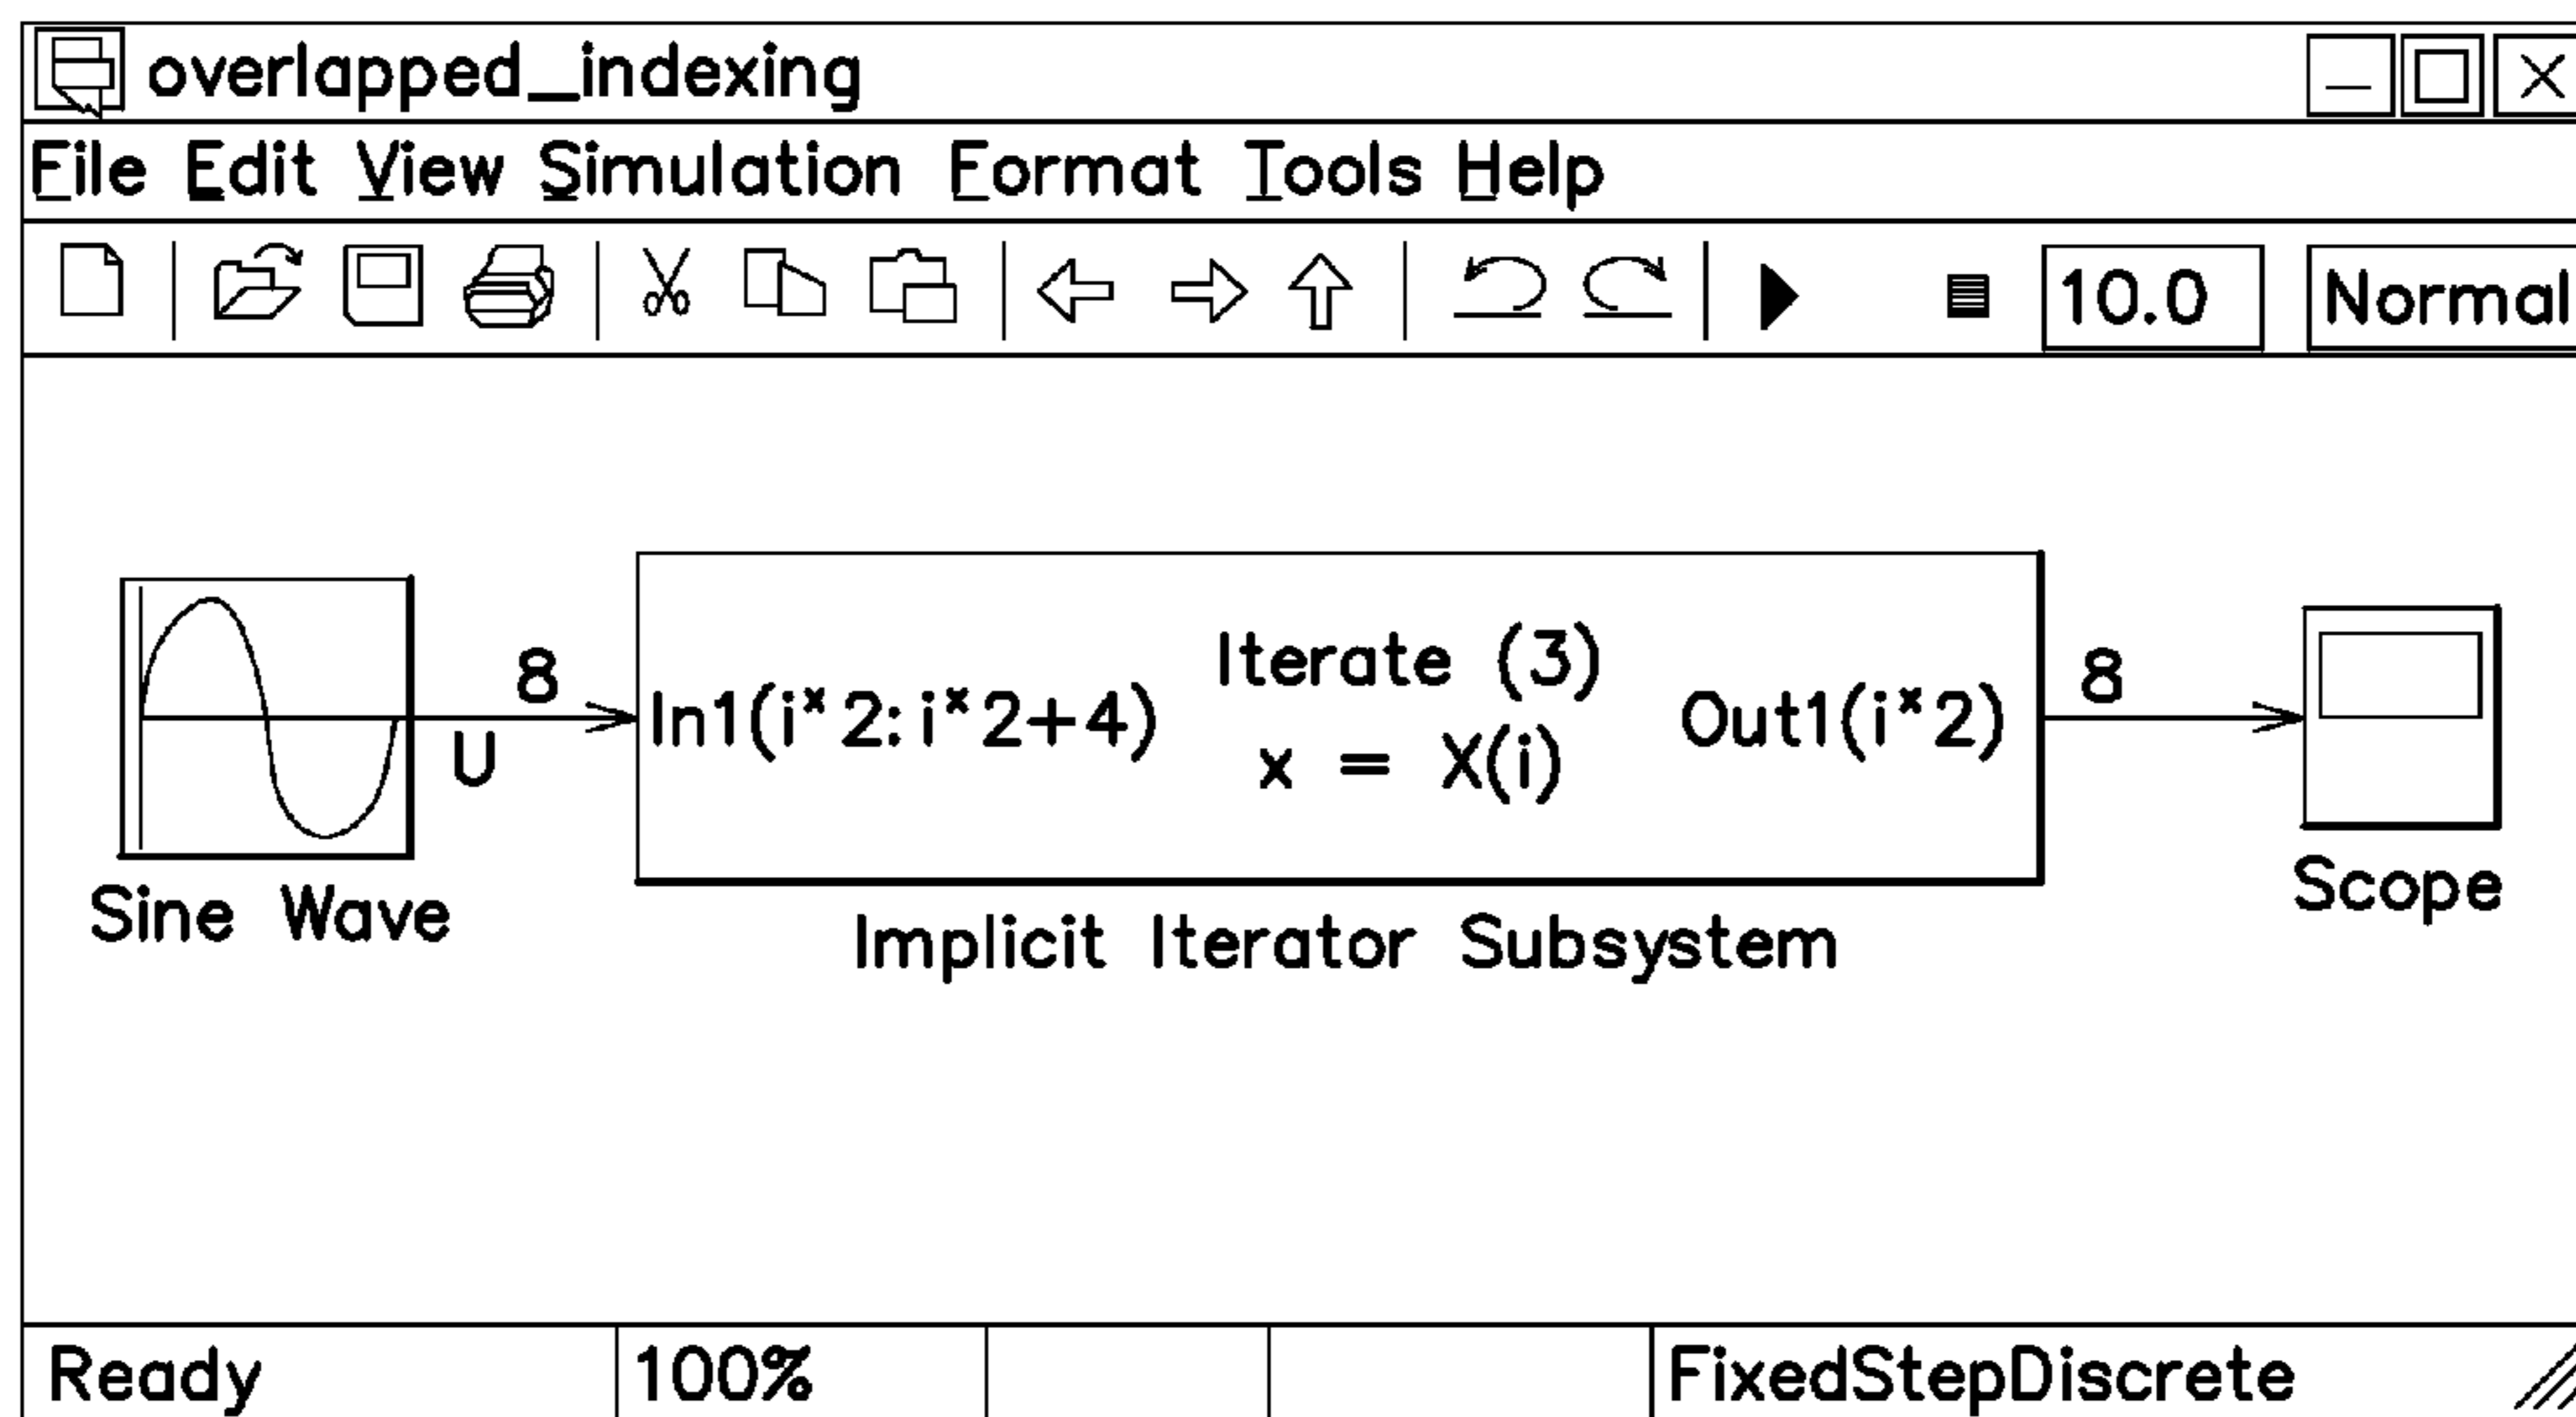 overlapped_indexing
File Edit View Simulation Format Tools Help
10.0 Normal
8
U
In1(i*2:i*2+4)
Iterate (3)
x = X(i)
Out1(i*2)
8
Sine Wave
Implicit Iterator Subsystem
Scope
Ready 100% FixedStepDiscrete